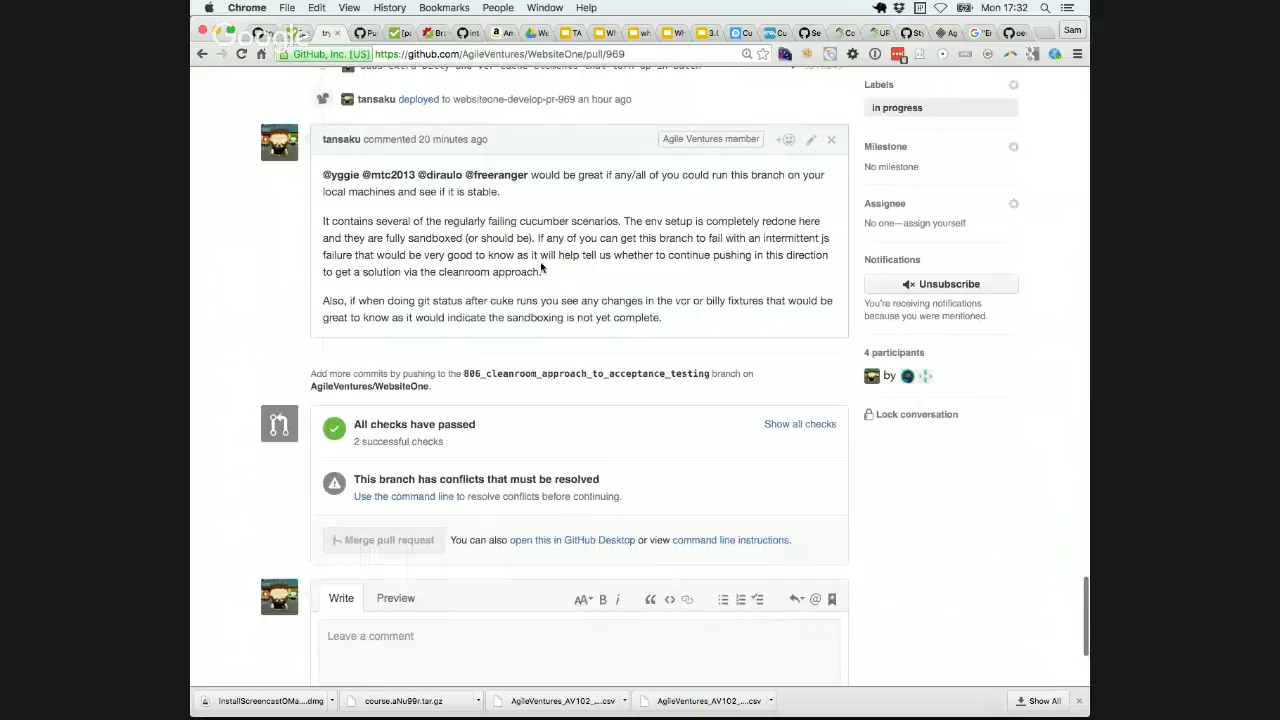 Chrome File Edit View History Bookmarks People Window Help Mon 17:32
Google
Sam
GitHub, Inc. [US] https://github.com/AgileVentures/WebsiteOne/pull/969
tansaku deployed to websiteone-develop-pr-969 an hour ago
tansaku commented 20 minutes ago Agile Ventures member
@yggie @mtc2013 @diraulo @freeranger would be great if any/all of you could run this branch on your
local machines and see if it is stable.
It contains several of the regularly failing cucumber scenarios. The env setup is completely redone here
and they are fully sandboxed (or should be). If any of you can get this branch to fail with an intermittent js
failure that would be very good to know as it will help tell us whether to continue pushing in this direction
to get a solution via the cleanroom approach.
Also, if when doing git status after cuke runs you see any changes in the vcr or billy fixtures that would be
great to know as it would indicate the sandboxing is not yet complete.
Add more commits by pushing to the 806_cleanroom_approach_to_acceptance_testing branch on
AgileVentures/WebsiteOne.
All checks have passed
2 successful checks
Show all checks
This branch has conflicts that must be resolved
Use the command line to resolve conflicts before continuing.
Merge pull request You can also open this in GitHub Desktop or view command line instructions.
Write Preview
Leave a comment
Labels
in progress
Milestone
No milestone
Assignee
No one—assign yourself
Notifications
Unsubscribe
You're receiving notifications
because you were mentioned.
4 participants
by
Lock conversation
InstallScreencastOMa....dmg course.aNu99r.tar.gz AgileVentures_AV102_....csv AgileVentures_AV102_....csv Show All